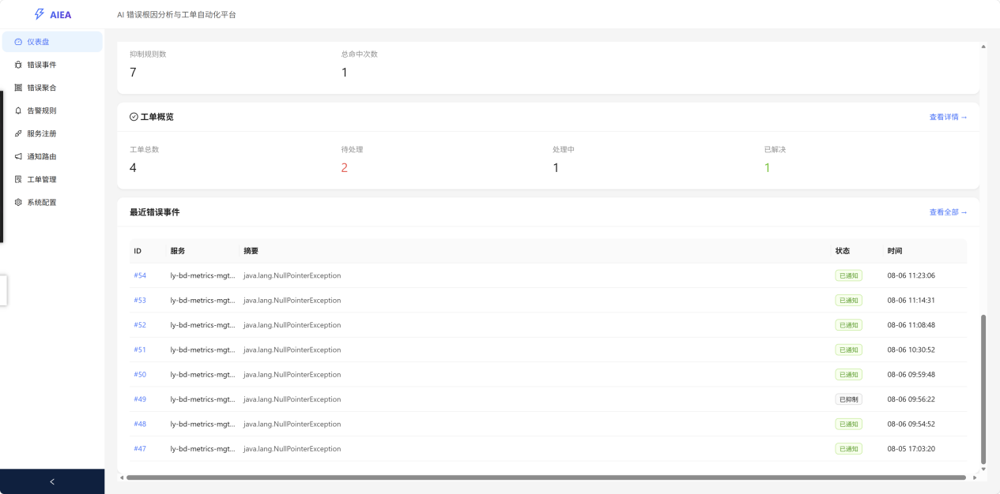 AIEA
AI 错误根因分析与工单自动化平台
仪表盘
错误事件
错误聚合
告警规则
服务注册
通知路由
工单管理
系统配置
抑制规则数 总命中次数
7 1
工单概览 查看详情 →
工单总数 待处理 处理中 已解决
4 2 1 1
最近错误事件 查看全部 →
ID 服务 摘要 状态 时间
#54 ly-bd-metrics-mgt... java.lang.NullPointerException 已通知 08-06 11:23:06
#53 ly-bd-metrics-mgt... java.lang.NullPointerException 已通知 08-06 11:14:31
#52 ly-bd-metrics-mgt... java.lang.NullPointerException 已通知 08-06 11:08:48
#51 ly-bd-metrics-mgt... java.lang.NullPointerException 已通知 08-06 10:30:52
#50 ly-bd-metrics-mgt... java.lang.NullPointerException 已通知 08-06 09:59:48
#49 ly-bd-metrics-mgt... java.lang.NullPointerException 已抑制 08-06 09:56:22
#48 ly-bd-metrics-mgt... java.lang.NullPointerException 已通知 08-06 09:54:52
#47 ly-bd-metrics-mgt... java.lang.NullPointerException 已通知 08-05 17:03:20